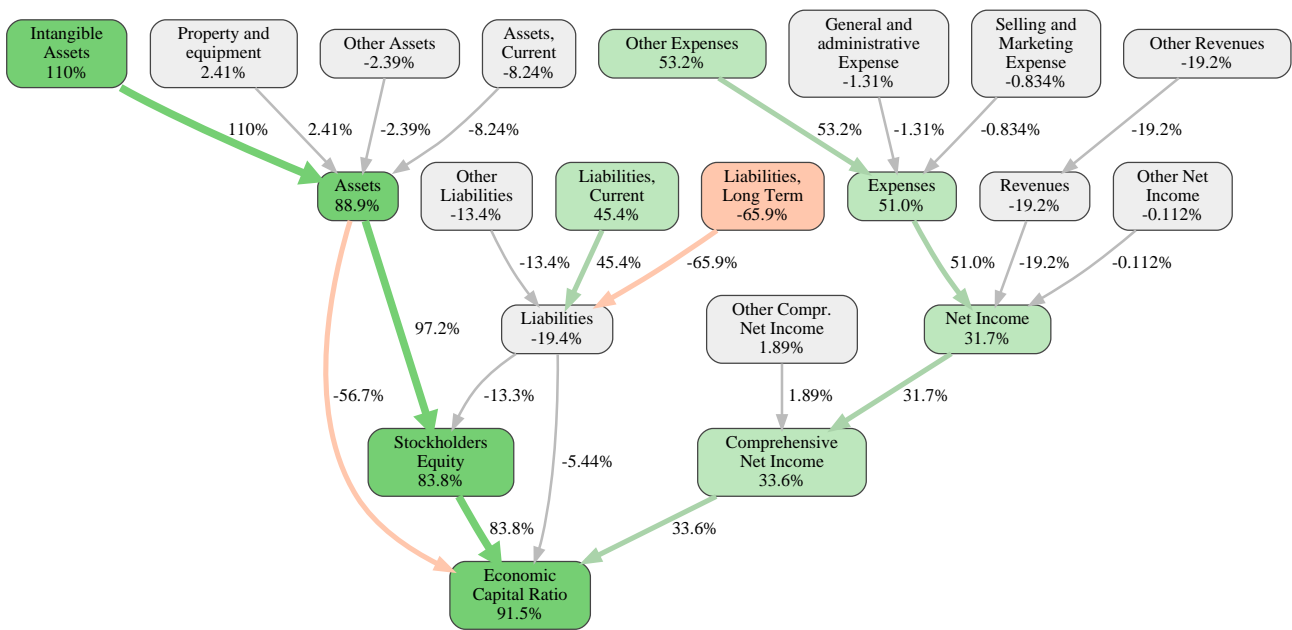 Intangible
Assets
110%
Property and
equipment
2.41%
Other Assets
-2.39%
Assets,
Current
-8.24%
Other Expenses
53.2%
General and
administrative
Expense
-1.31%
Selling and
Marketing
Expense
-0.834%
Other Revenues
-19.2%
110%
2.41%
-2.39%
-8.24%
53.2%
-1.31%
-0.834%
-19.2%
Assets
88.9%
Other
Liabilities
-13.4%
Liabilities,
Current
45.4%
Liabilities,
Long Term
-65.9%
Expenses
51.0%
Revenues
-19.2%
Other Net
Income
-0.112%
-13.4%
45.4%
-65.9%
51.0%
-19.2%
-0.112%
97.2%
Liabilities
-19.4%
Other Compr.
Net Income
1.89%
Net Income
31.7%
-56.7%
-13.3%
1.89%
31.7%
Stockholders
Equity
83.8%
-5.44%
Comprehensive
Net Income
33.6%
83.8%
33.6%
Economic
Capital Ratio
91.5%